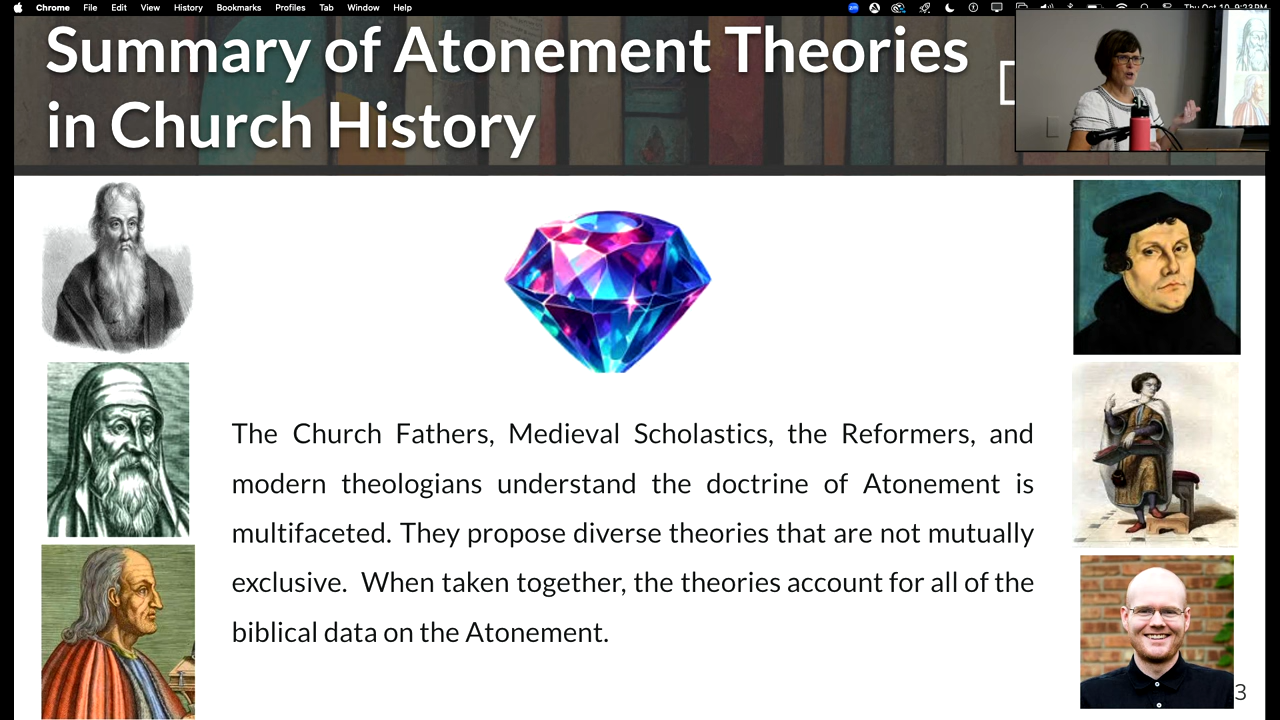 Chrome File Edit View History Bookmarks Profiles Tab Window Help
Summary of Atonement Theories
in Church History
The Church Fathers, Medieval Scholastics, the Reformers, and
modern theologians understand the doctrine of Atonement is
multifaceted. They propose diverse theories that are not mutually
exclusive. When taken together, the theories account for all of the
biblical data on the Atonement.
3